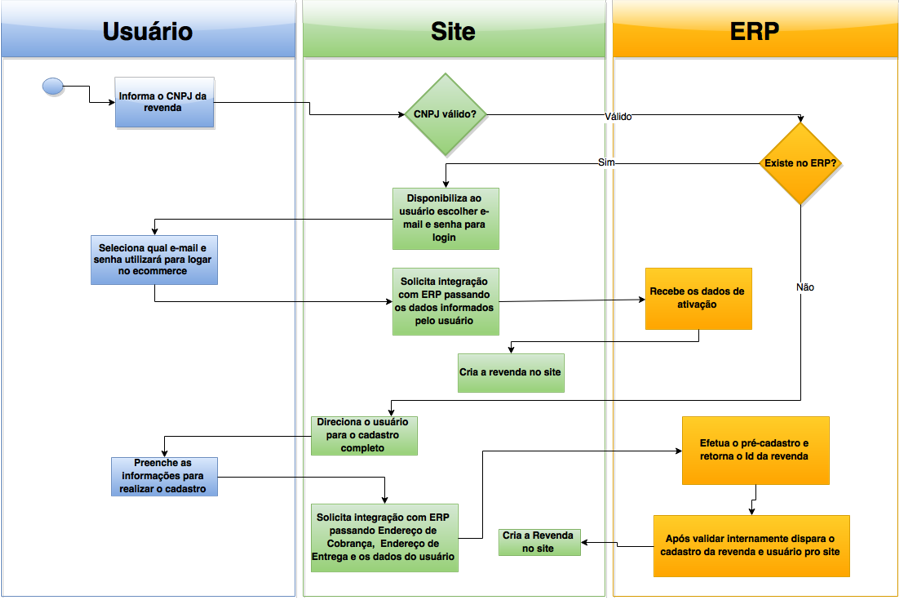 Usuário
Site
ERP
Informa o CNPJ da
revenda
CNPJ válido?
Válido
Existe no ERP?
Sim
Disponibiliza ao
usuário escolher e-
mail e senha para
login
Seleciona qual e-mail e
senha utilizará para logar
no ecommerce
Solicita integração
com ERP passando
os dados informados
pelo usuário
Recebe os dados de
ativação
Não
Cria a revenda no site
Direciona o usuário
para o cadastro
completo
Preenche as
informações para
realizar o cadastro
Efetua o pré-cadastro e
retorna o Id da revenda
Solicita integração com ERP
passando Endereço de
Cobrança, Endereço de
Entrega e os dados do usuário
Cria a Revenda
no site
Após validar internamente dispara o
cadastro da revenda e usuário pro site